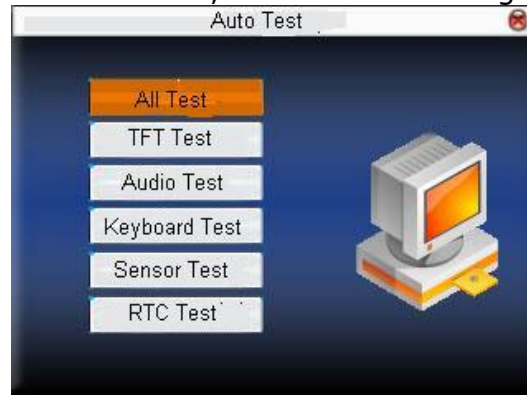 Auto Test
All Test
TFT Test
Audio Test
Keyboard Test
Sensor Test
RTC Test